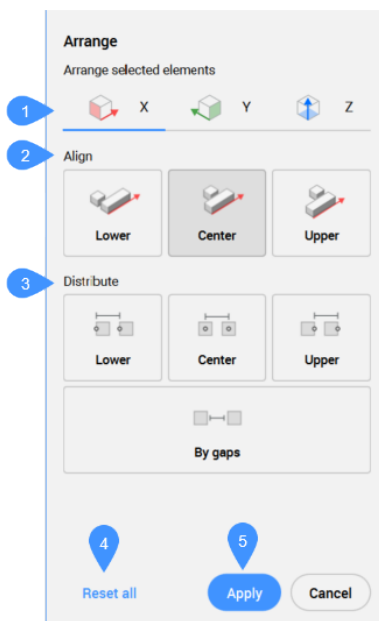 Arrange
Arrange selected elements
1
X
Y
Z
2
Align
Lower
Center
Upper
3
Distribute
Lower
Center
Upper
By gaps
4
5
Reset all
Apply
Cancel